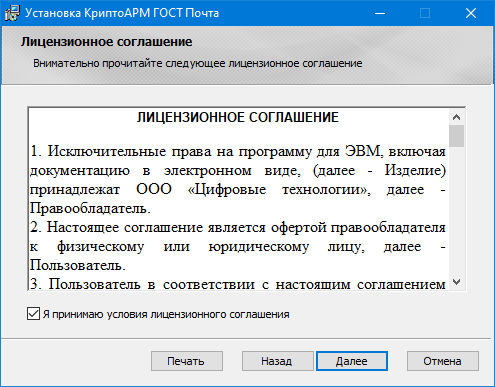 Установка КриптоАРМ ГОСТ Почта
Лицензионное соглашение
Внимательно прочитайте следующее лицензионное соглашение
ЛИЦЕНЗИОННОЕ СОГЛАШЕНИЕ
1. Исключительные права на программу для ЭВМ, включая
документацию в электронном виде, (далее - Изделие)
принадлежат ООО «Цифровые технологии», далее -
Правообладатель.
2. Настоящее соглашение является офертой правообладателя
к физическому или юридическому лицу, далее -
Пользователь.
3. Пользователь в соответствии с настоящим соглашением
Я принимаю условия лицензионного соглашения
Печать
Назад
Далее
Отмена